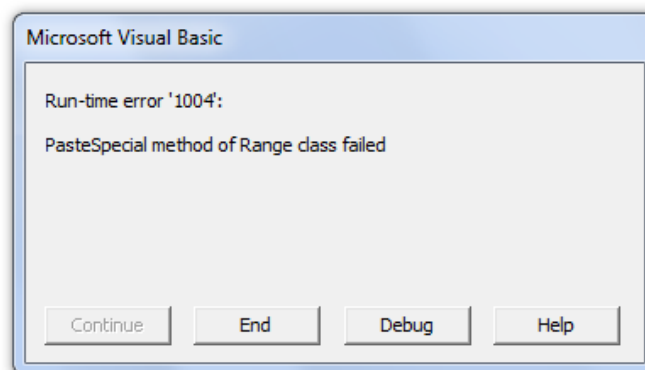 Microsoft Visual Basic
Run-time error '1004':
PasteSpecial method of Range class failed
Continue End Debug Help